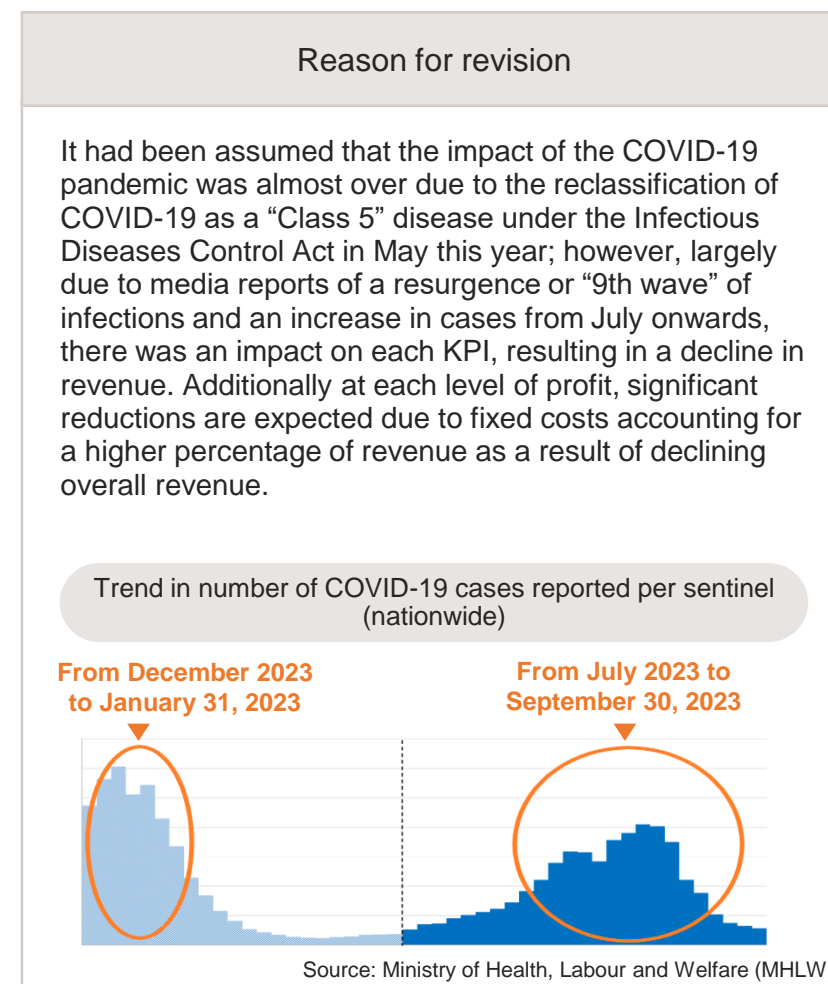 Reason for revision
It had been assumed that the impact of the COVID-19
pandemic was almost over due to the reclassification of
COVID-19 as a “Class 5” disease under the Infectious
Diseases Control Act in May this year; however, largely
due to media reports of a resurgence or “9th wave” of
infections and an increase in cases from July onwards,
there was an impact on each KPI, resulting in a decline in
revenue. Additionally at each level of profit, significant
reductions are expected due to fixed costs accounting for
a higher percentage of revenue as a result of declining
overall revenue.
Trend in number of COVID-19 cases reported per sentinel
(nationwide)
From December 2023
to January 31, 2023
From July 2023 to
September 30, 2023
Source: Ministry of Health, Labour and Welfare (MHLW